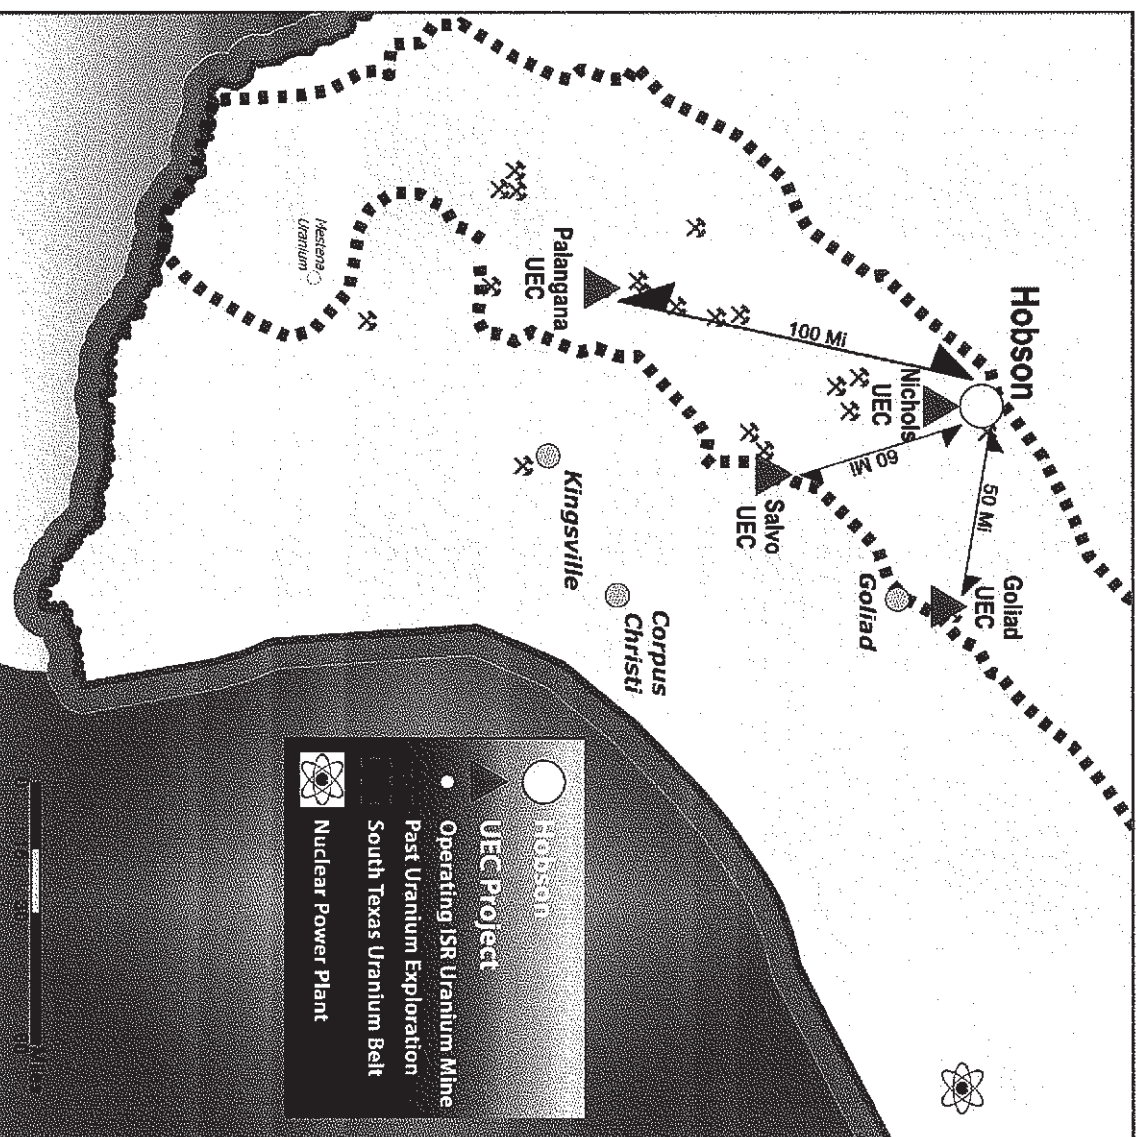 Hobson
Nichols
UEC
100 Mi
60 Mi
50 Mi
Goliad
UEC
Goliad
Palangana
UEC
Salvo
UEC
Kingsville
Corpus
Christi
Mestena
Uranium
Hobson
UEC Project
Operating ISR Uranium Mine
Past Uranium Exploration
South Texas Uranium Belt
Nuclear Power Plant
Miles